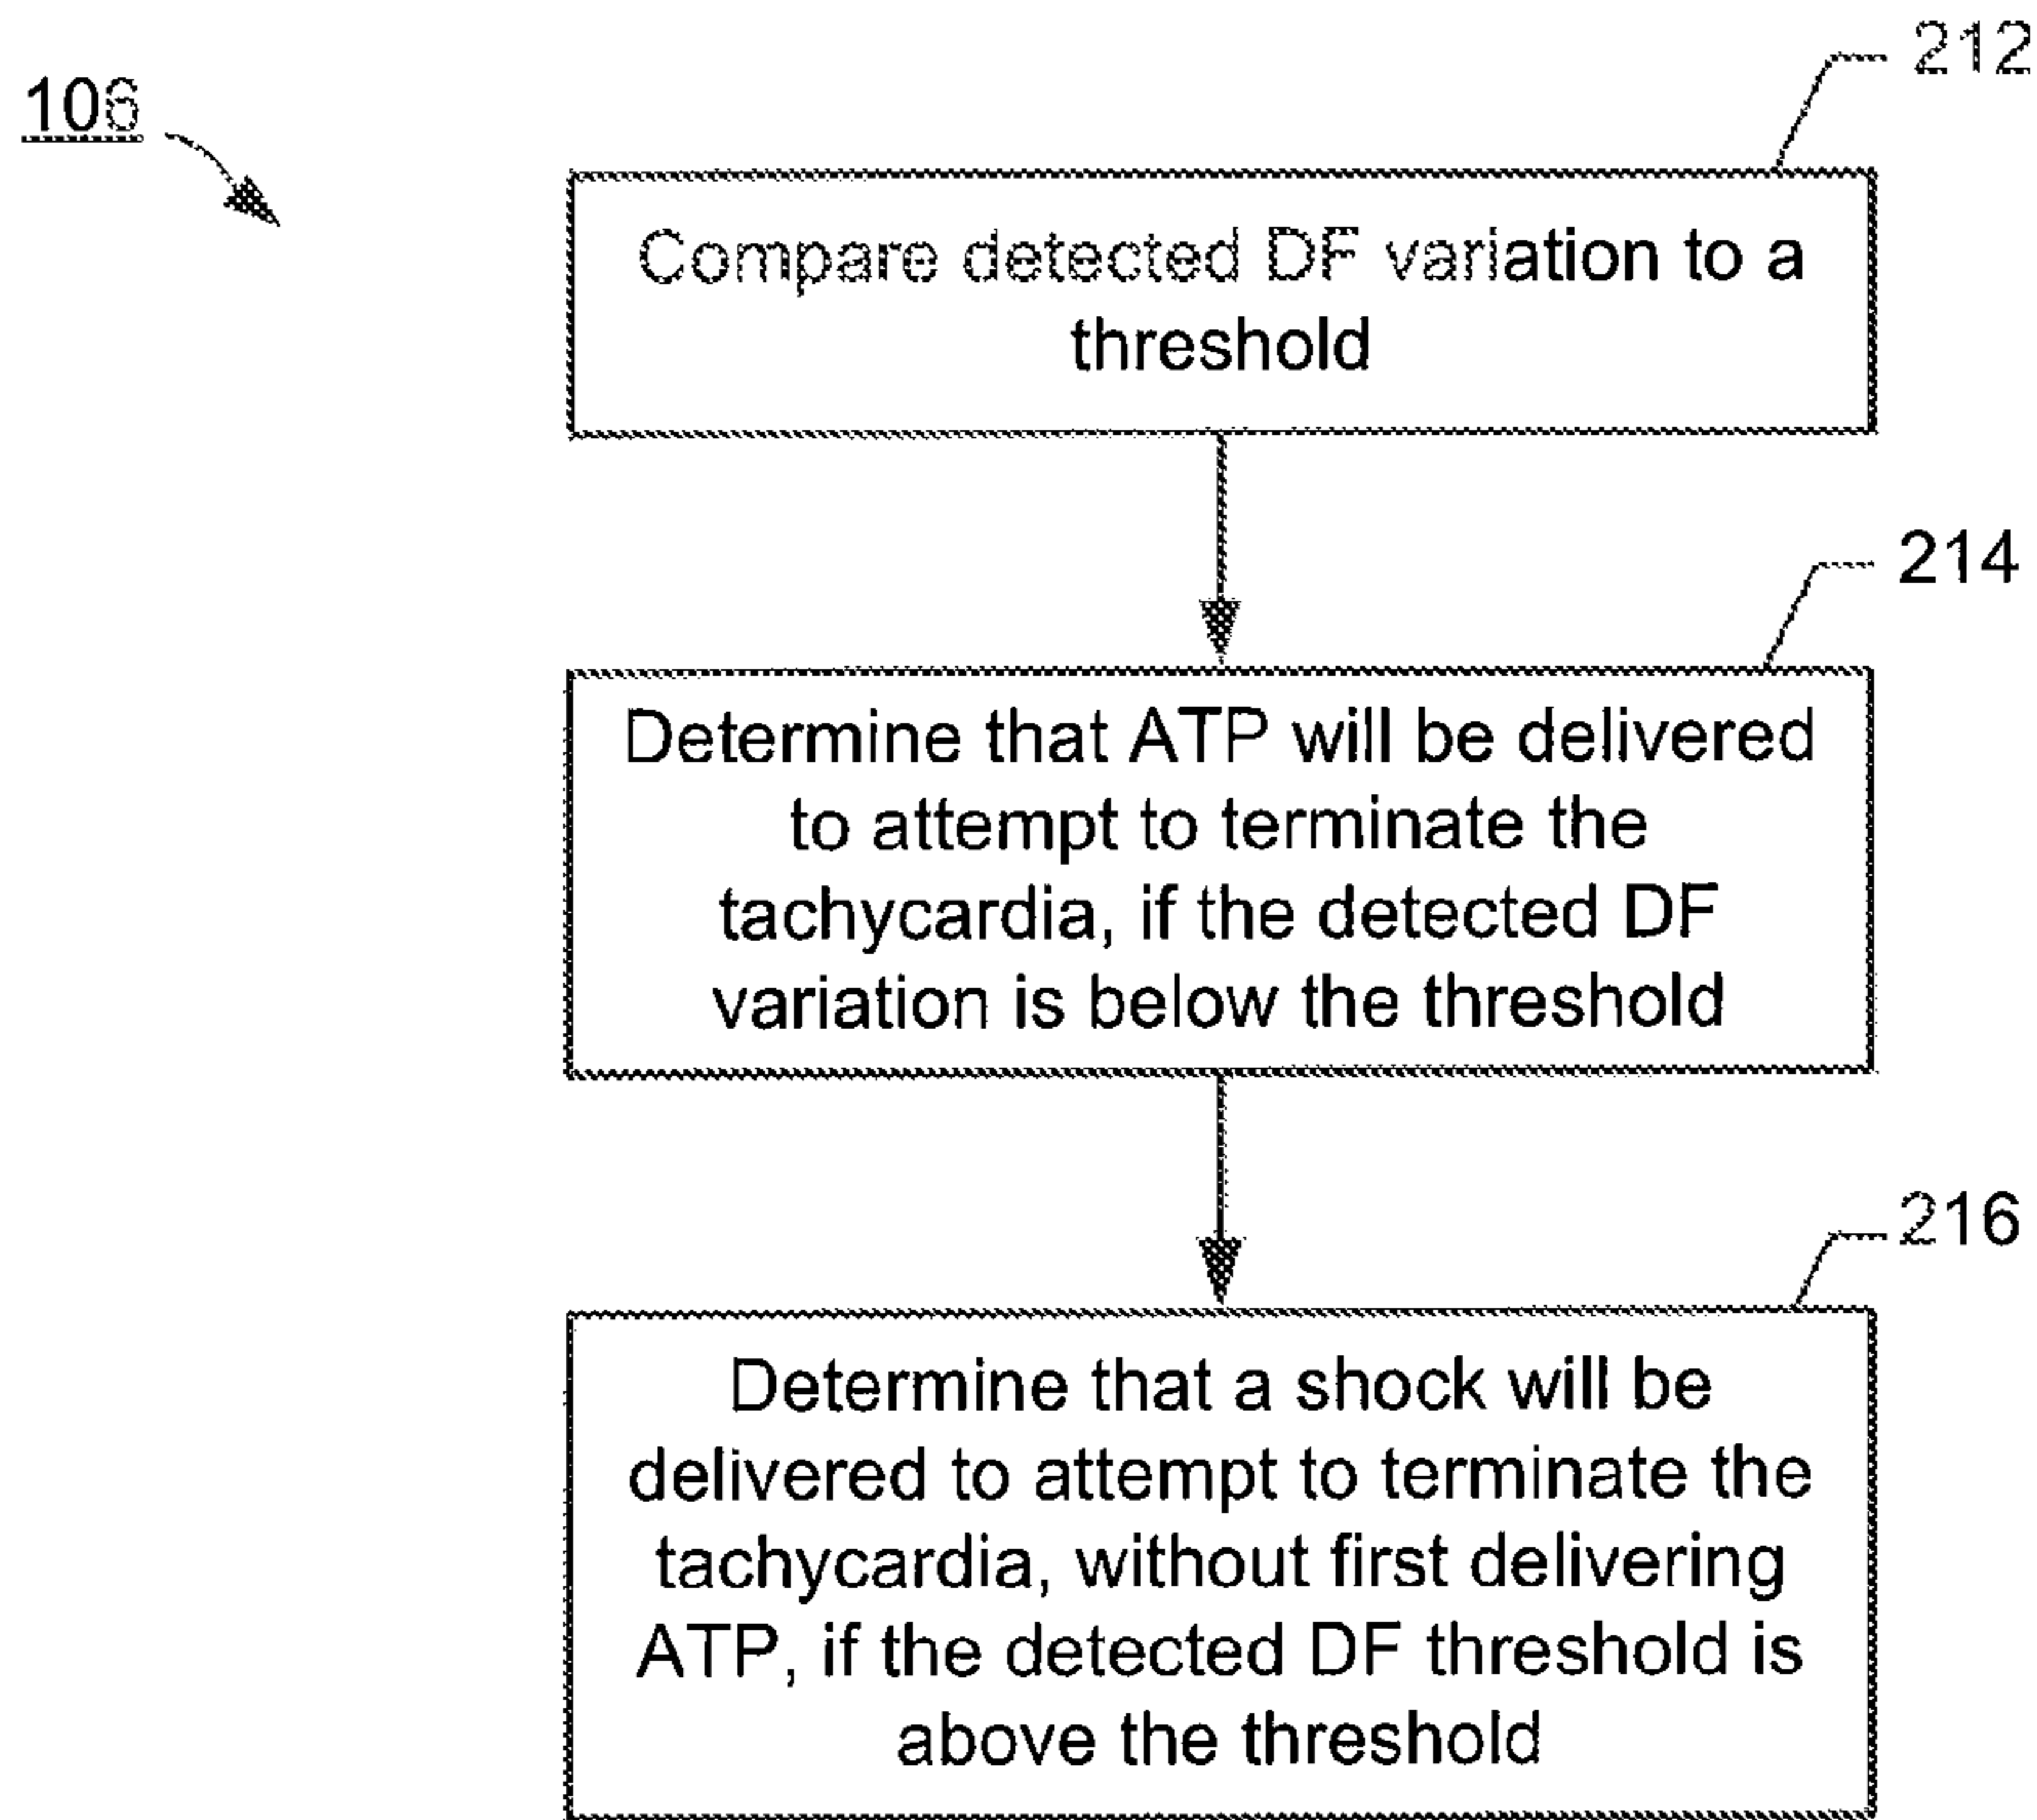 106
212
Compare detected DF variation to a
threshold
214
Determine that ATP will be delivered
to attempt to terminate the
tachycardia, if the detected DF
variation is below the threshold
216
Determine that a shock will be
delivered to attempt to terminate the
tachycardia, without first delivering
ATP, if the detected DF threshold is
above the threshold